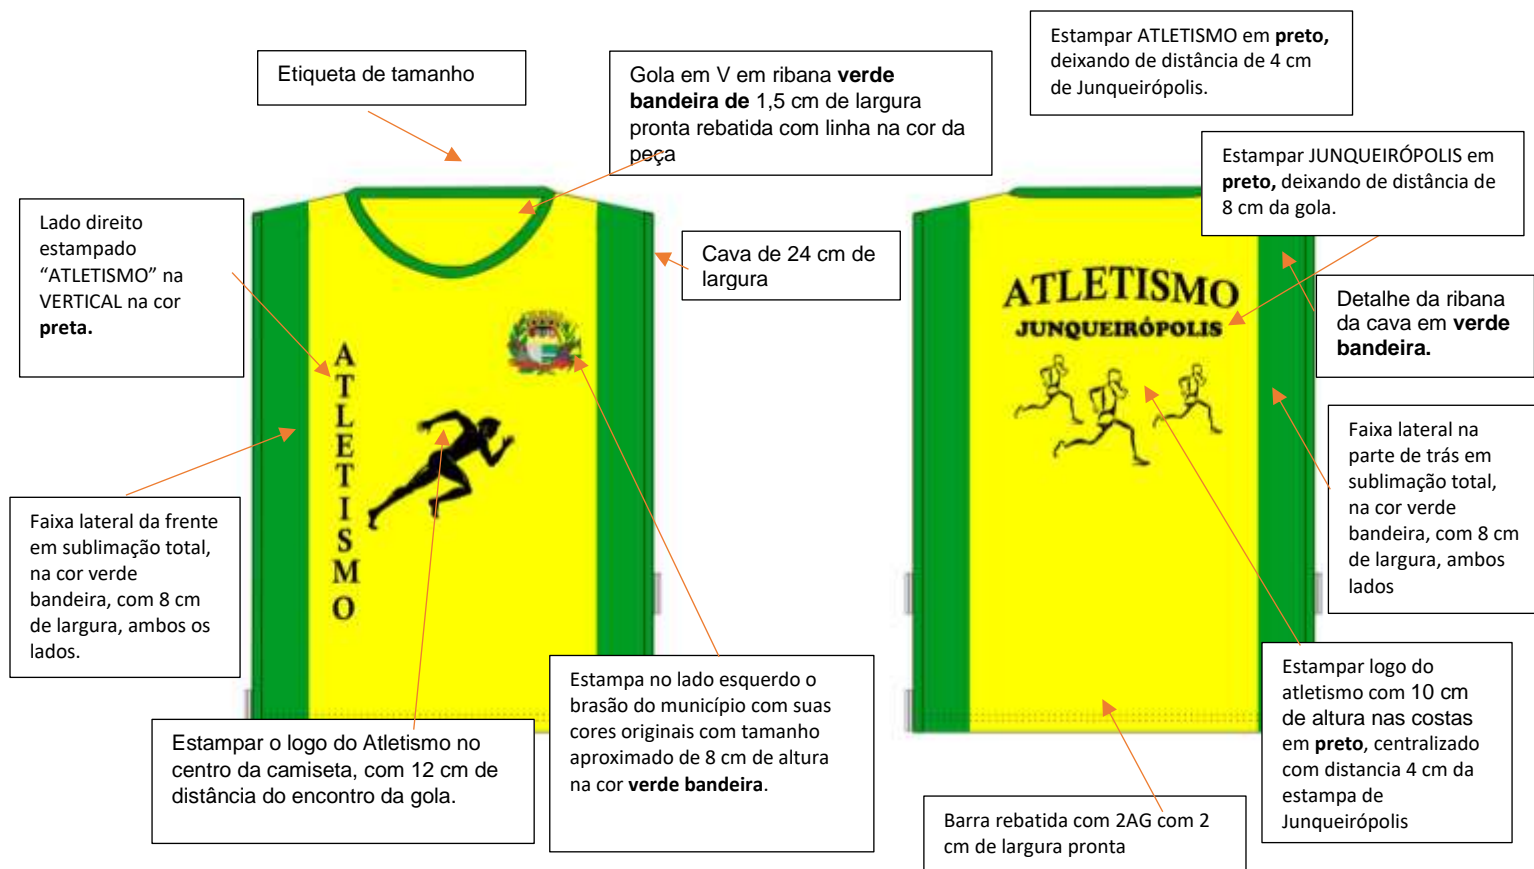 Etiqueta de tamanho
Gola em V em ribana verde
bandeira de 1,5 cm de largura
pronta rebatida com linha na cor da
peça
Estampar ATLETISMO em preto,
deixando de distância de 4 cm
de Junqueirópolis.
Estampar JUNQUEIRÓPOLIS em
preto, deixando de distância de
8 cm da gola.
Lado direito
estampado
“ATLETISMO” na
VERTICAL na cor
preta.
Cava de 24 cm de
largura
Detalhe da ribana
da cava em verde
bandeira.
ATLETISMO
ATLETISMO
JUNQUEIRÓPOLIS
Faixa lateral da frente
em sublimação total,
na cor verde
bandeira, com 8 cm
de largura, ambos os
lados.
Faixa lateral na
parte de trás em
sublimação total,
na cor verde
bandeira, com 8 cm
de largura, ambos
lados
Estampar o logo do Atletismo no
centro da camiseta, com 12 cm de
distância do encontro da gola.
Estampa no lado esquerdo o
brasão do município com suas
cores originais com tamanho
aproximado de 8 cm de altura
na cor verde bandeira.
Estampar logo do
atletismo com 10 cm
de altura nas costas
em preto, centralizado
com distancia 4 cm da
estampa de
Junqueirópolis
Barra rebatida com 2AG com 2
cm de largura pronta